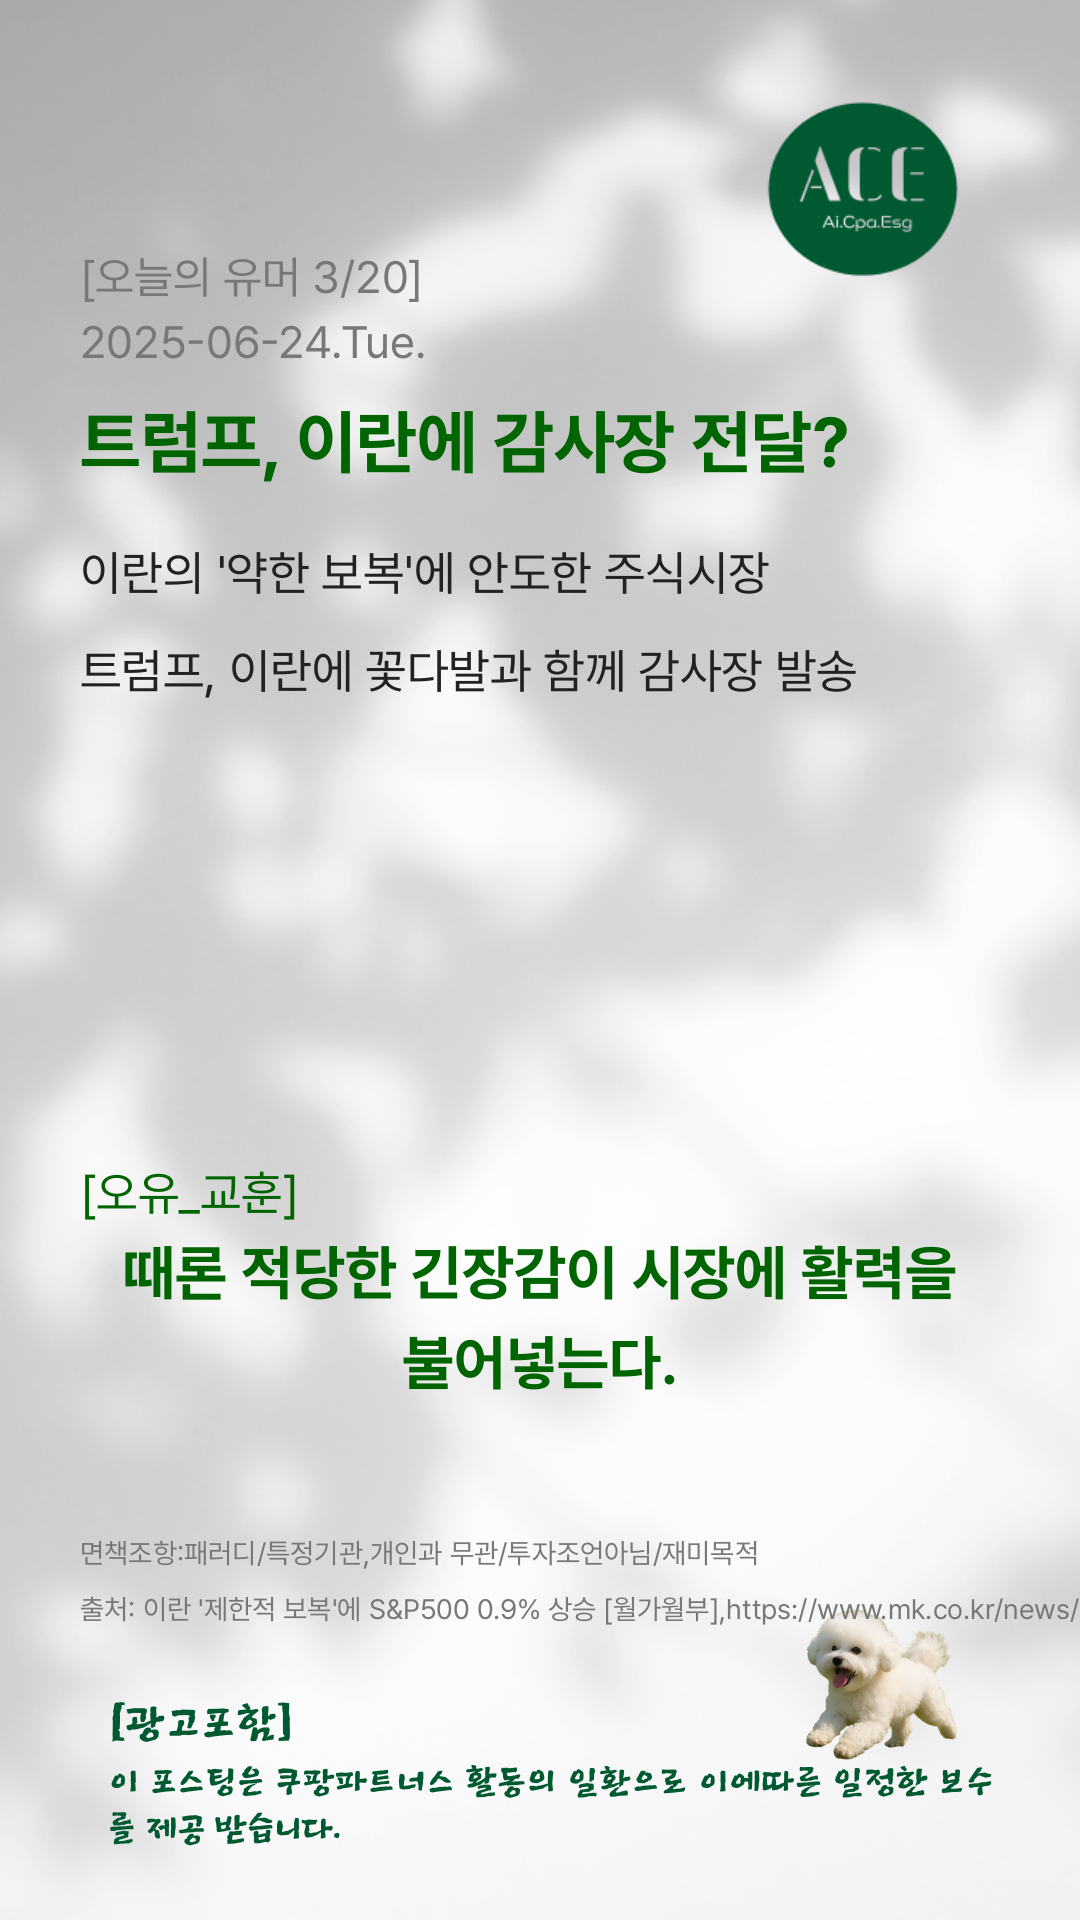 ACE
Ai.Cpa.Esg
[오늘의 유머 3/20]
2025-06-24.Tue.
트럼프, 이란에 감사장 전달?
이란의 '약한 보복'에 안도한 주식시장
트럼프, 이란에 꽃다발과 함께 감사장 발송
[오유_교훈]
때론 적당한 긴장감이 시장에 활력을
불어넣는다.
면책조항:패러디/특정기관,개인과 무관/투자조언아님/재미목적
출처: 이란 '제한적 보복'에 S&P500 0.9% 상승 [월가월부],https://www.mk.co.kr/news/
[광고포함]
이 포스팅은 쿠팡파트너스 활동의 일환으로 이에따른 일정한 보수
를 제공 받습니다.